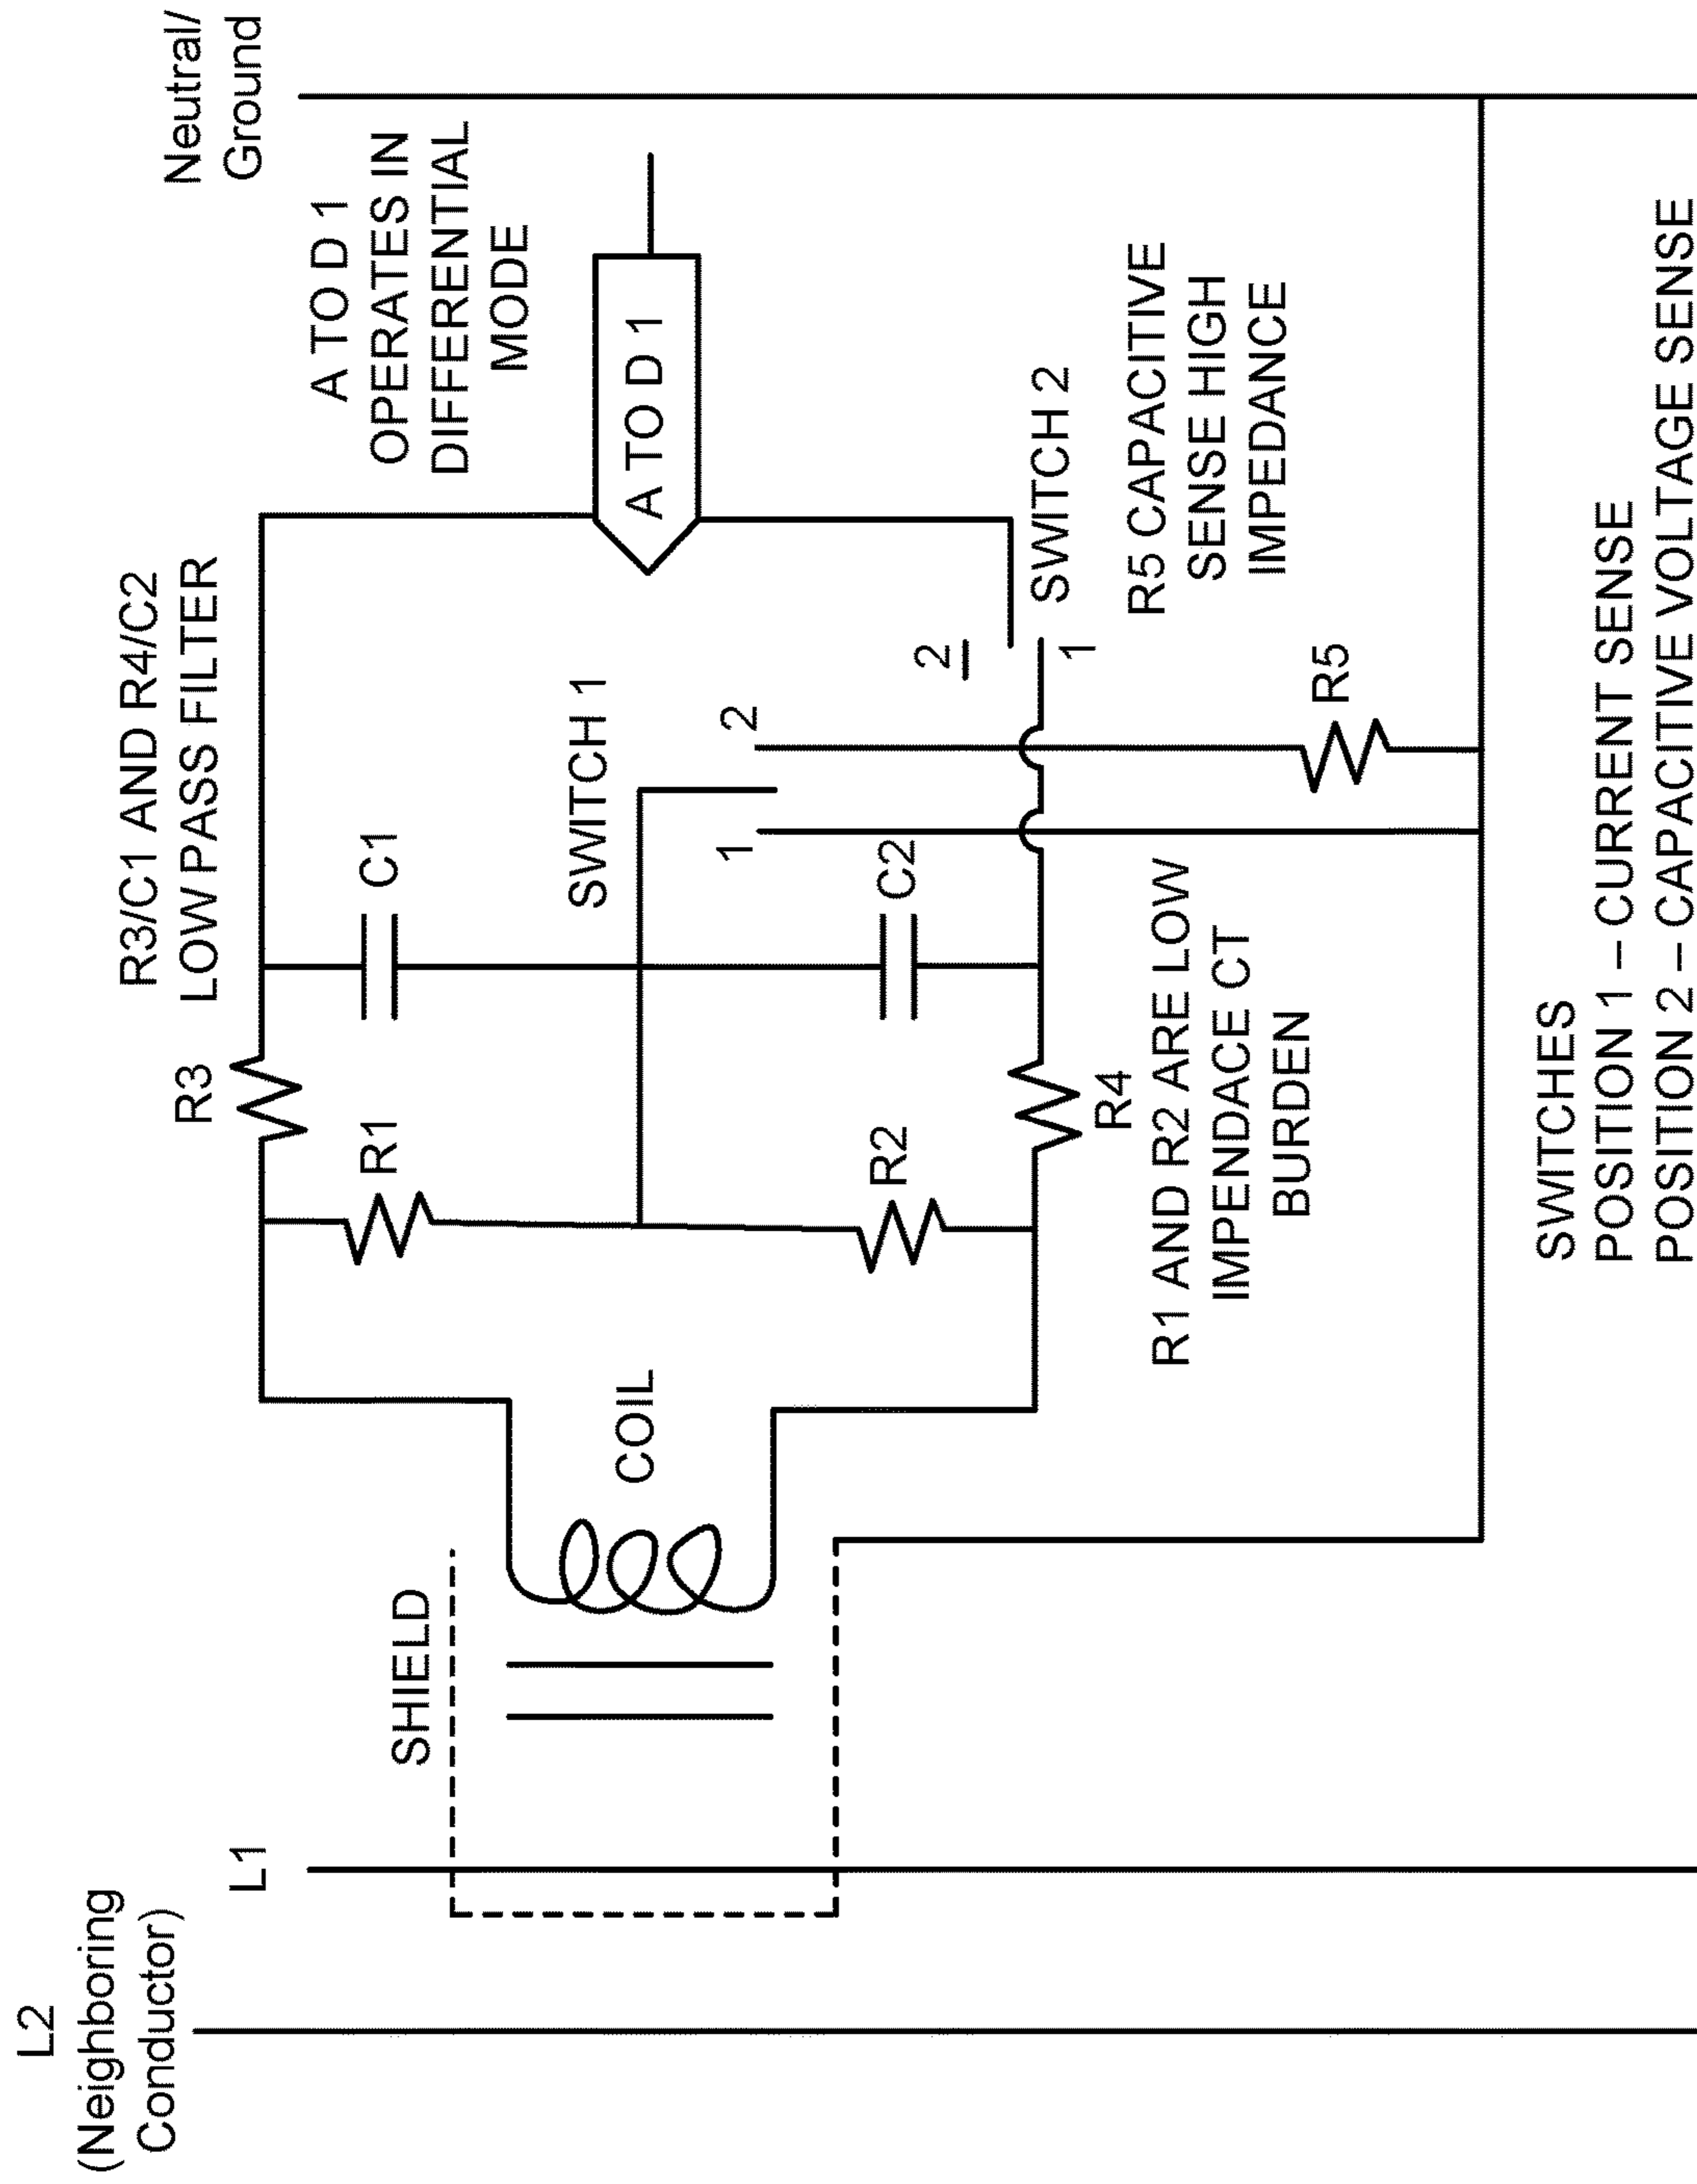 L2
(Neighboring
Conductor)
L1
Neutral/
Ground
SHIELD
COIL
R3/C1 AND R4/C2
LOW PASS FILTER
R3
R1
C1
SWITCH 1
1
2
R2
C2
R4
A TO D 1
OPERATES IN
DIFFERENTIAL
MODE
A TO D 1
2
1
SWITCH 2
R1 AND R2 ARE LOW
IMPENDACE CT
BURDEN
R5 CAPACITIVE
SENSE HIGH
IMPEDANCE
R5
SWITCHES
POSITION 1 – CURRENT SENSE
POSITION 2 – CAPACITIVE VOLTAGE SENSE